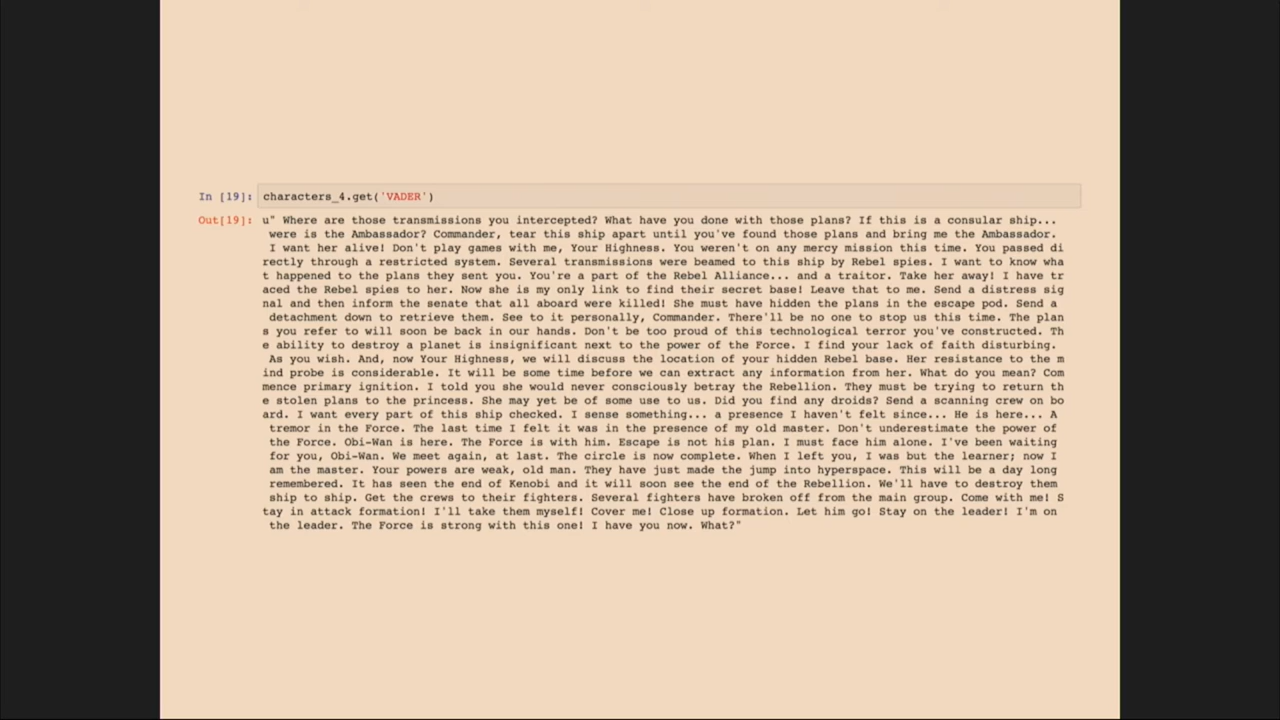 In [19]: characters_4.get('VADER')
Out[19]: u" Where are those transmissions you intercepted? What have you done with those plans? If this is a consular ship...
were is the Ambassador? Commander, tear this ship apart until you've found those plans and bring me the Ambassador.
I want her alive! Don't play games with me, Your Highness. You weren't on any mercy mission this time. You passed di
rectly through a restricted system. Several transmissions were beamed to this ship by Rebel spies. I want to know wha
t happened to the plans they sent you. You're a part of the Rebel Alliance... and a traitor. Take her away! I have tr
aced the Rebel spies to her. Now she is my only link to find their secret base! Leave that to me. Send a distress sig
nal and then inform the senate that all aboard were killed! She must have hidden the plans in the escape pod. Send a
detachment down to retrieve them. See to it personally, Commander. There'll be no one to stop us this time. The plan
s you refer to will soon be back in our hands. Don't be too proud of this technological terror you've constructed. Th
e ability to destroy a planet is insignificant next to the power of the Force. I find your lack of faith disturbing.
As you wish. And, now Your Highness, we will discuss the location of your hidden Rebel base. Her resistance to the m
ind probe is considerable. It will be some time before we can extract any information from her. What do you mean? Com
mence primary ignition. I told you she would never consciously betray the Rebellion. They must be trying to return th
e stolen plans to the princess. She may yet be of some use to us. Did you find any droids? Send a scanning crew on bo
ard. I want every part of this ship checked. I sense something... a presence I haven't felt since... He is here... A
tremor in the Force. The last time I felt it was in the presence of my old master. Don't underestimate the power of
the Force. Obi-Wan is here. The Force is with him. Escape is not his plan. I must face him alone. I've been waiting
for you, Obi-Wan. We meet again, at last. The circle is now complete. When I left you, I was but the learner; now I
am the master. Your powers are weak, old man. They have just made the jump into hyperspace. This will be a day long
remembered. It has seen the end of Kenobi and it will soon see the end of the Rebellion. We'll have to destroy them
ship to ship. Get the crews to their fighters. Several fighters have broken off from the main group. Come with me! S
tay in attack formation! I'll take them myself! Cover me! Close up formation. Let him go! Stay on the leader! I'm on
the leader. The Force is strong with this one! I have you now. What?"